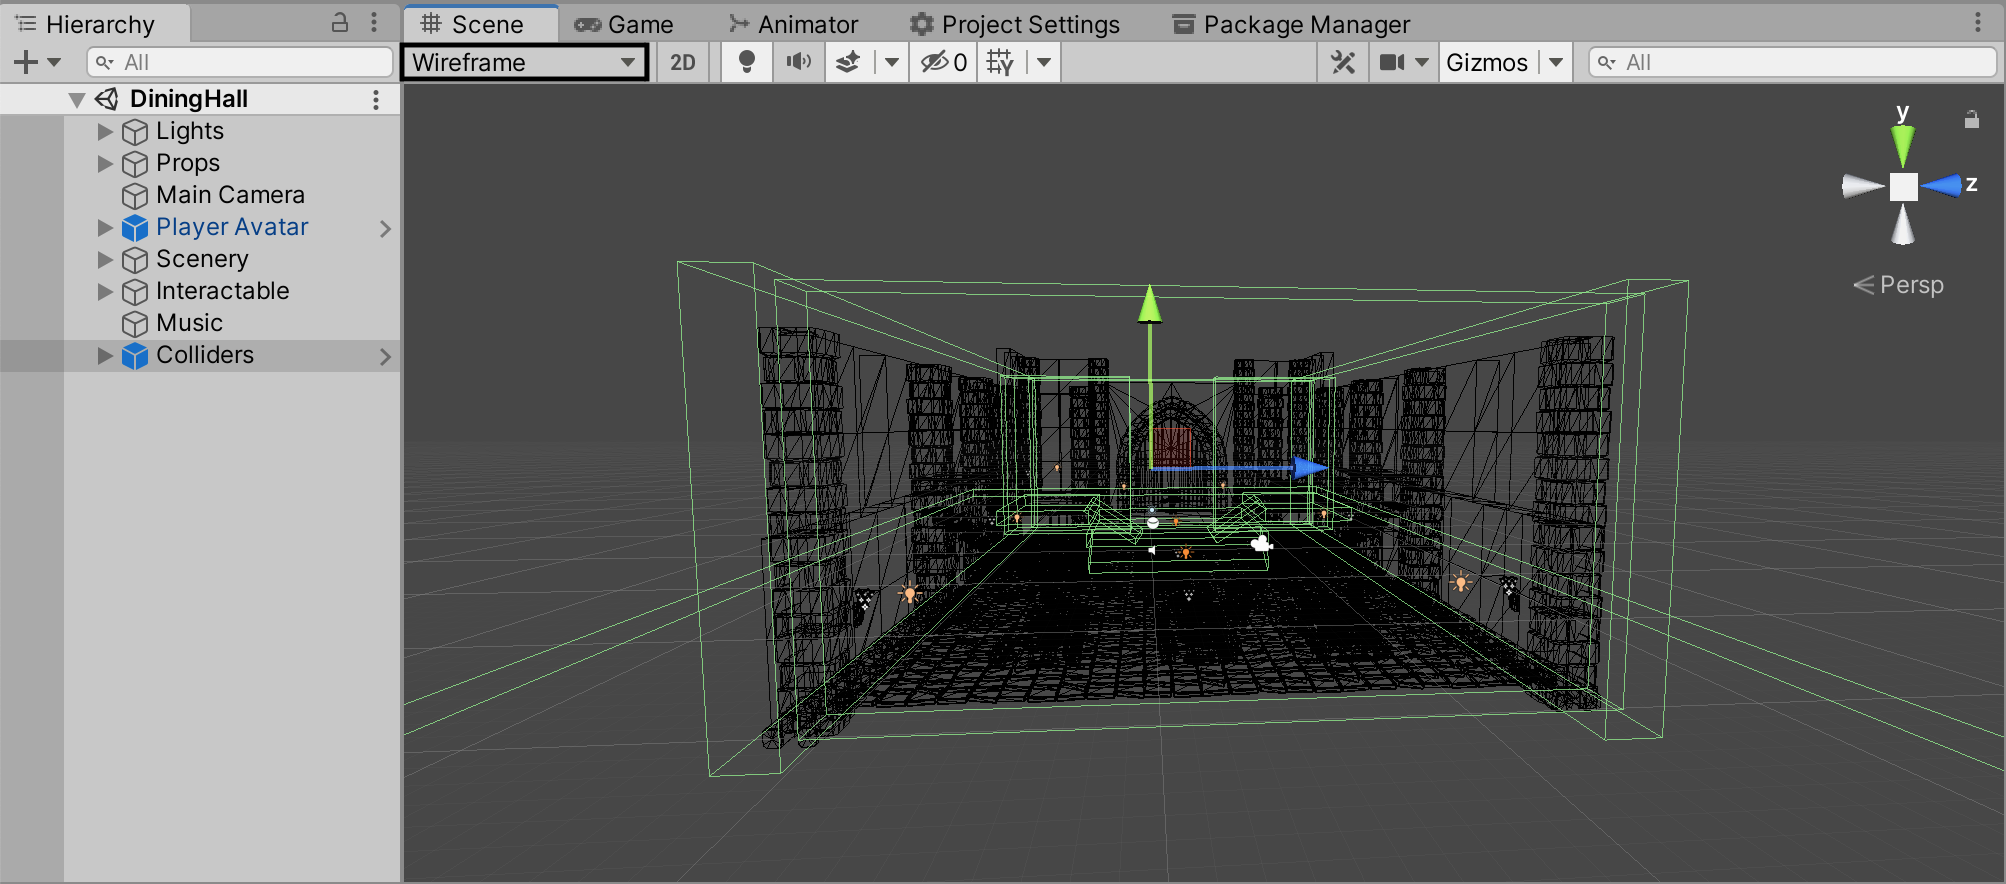 Hierarchy
Scene Game Animator Project Settings Package Manager
All
Wireframe 2D 0 Gizmos All
DiningHall
Lights
Props
Main Camera
Player Avatar
Scenery
Interactable
Music
Colliders
y
z
Persp